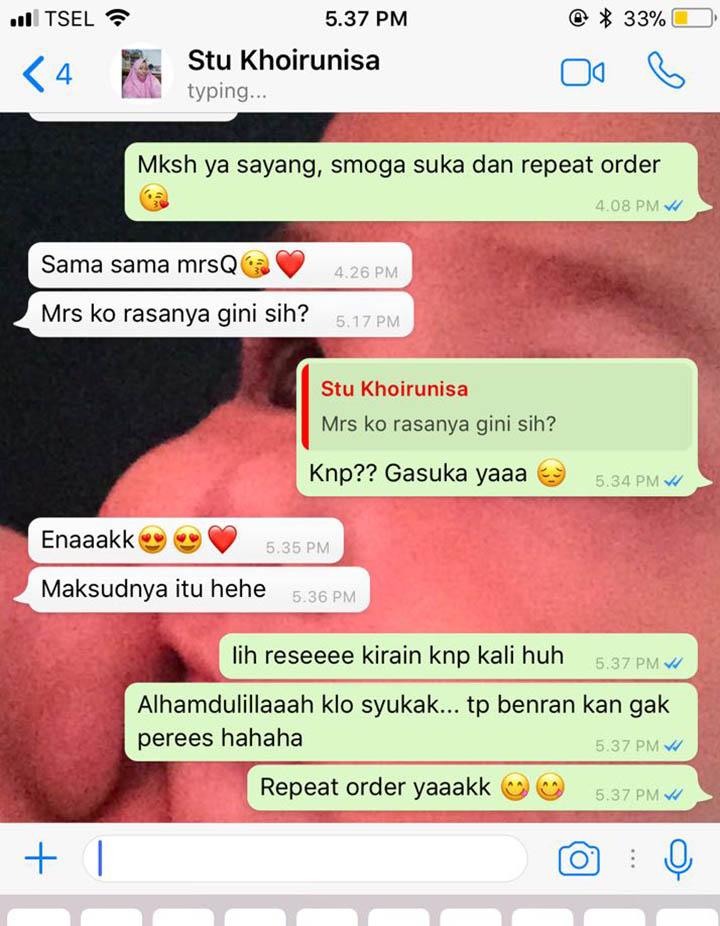 TSEL 5.37 PM 33%
4 Stu Khoirunisa
typing...
Mksh ya sayang, smoga suka dan repeat order
😘 4.08 PM
Sama sama mrsQ😘❤️ 4.26 PM
Mrs ko rasanya gini sih? 5.17 PM
Stu Khoirunisa
Mrs ko rasanya gini sih?
Knp?? Gasuka yaaa 😔 5.34 PM
Enaaakk😍😍❤️ 5.35 PM
Maksudnya itu hehe 5.36 PM
Iih reseeee kirain knp kali huh 5.37 PM
Alhamdulillaaah klo syukak... tp benran kan gak
perees hahaha 5.37 PM
Repeat order yaaakk 😋😋 5.37 PM